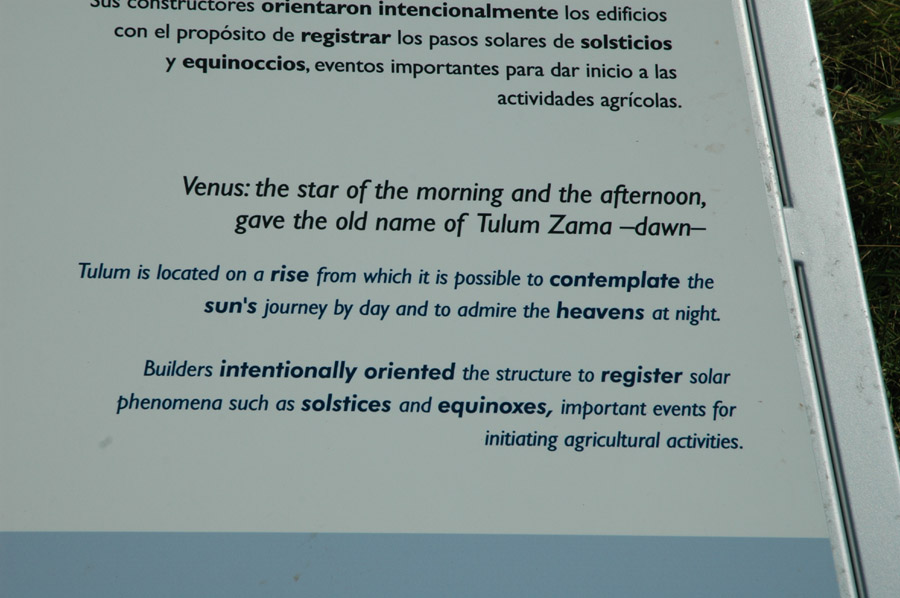 Sus constructores orientaron intencionalmente los edificios
con el propósito de registrar los pasos solares de solsticios
y equinoccios, eventos importantes para dar inicio a las
actividades agrícolas.
Venus: the star of the morning and the afternoon,
gave the old name of Tulum Zama –dawn–
Tulum is located on a rise from which it is possible to contemplate the
sun's journey by day and to admire the heavens at night.
Builders intentionally oriented the structure to register solar
phenomena such as solstices and equinoxes, important events for
initiating agricultural activities.